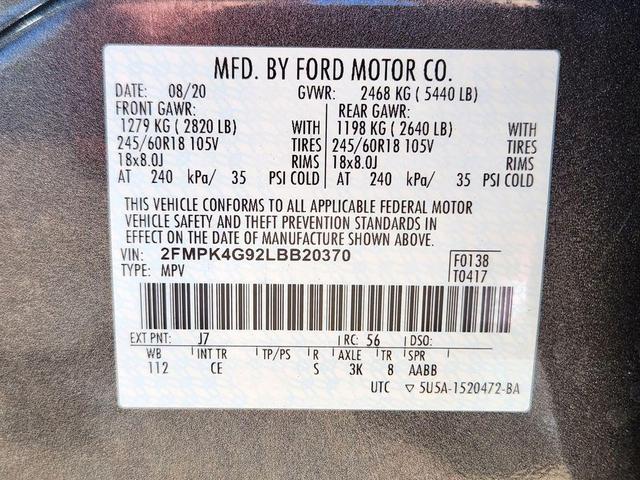 MFD. BY FORD MOTOR CO.
DATE: 08/20 GVWR: 2468 KG ( 5440 LB)
FRONT GAWR: REAR GAWR:
1279 KG ( 2820 LB) WITH 1198 KG ( 2640 LB) WITH
245/60R18 105V TIRES 245/60R18 105V TIRES
18x8.0J RIMS 18x8.0J RIMS
AT 240 kPa/ 35 PSI COLD AT 240 kPa/ 35 PSI COLD
THIS VEHICLE CONFORMS TO ALL APPLICABLE FEDERAL MOTOR
VEHICLE SAFETY AND THEFT PREVENTION STANDARDS IN
EFFECT ON THE DATE OF MANUFACTURE SHOWN ABOVE.
VIN: 2FMPK4G92LBB20370 F0138
TYPE: MPV T0417
EXT PNT: J7 RC: 56 DSO:
WB INT TR TP/PS R AXLE TR SPR
112 CE S 3K 8 AABB
UTC ▽ 5U5A-1520472-BA